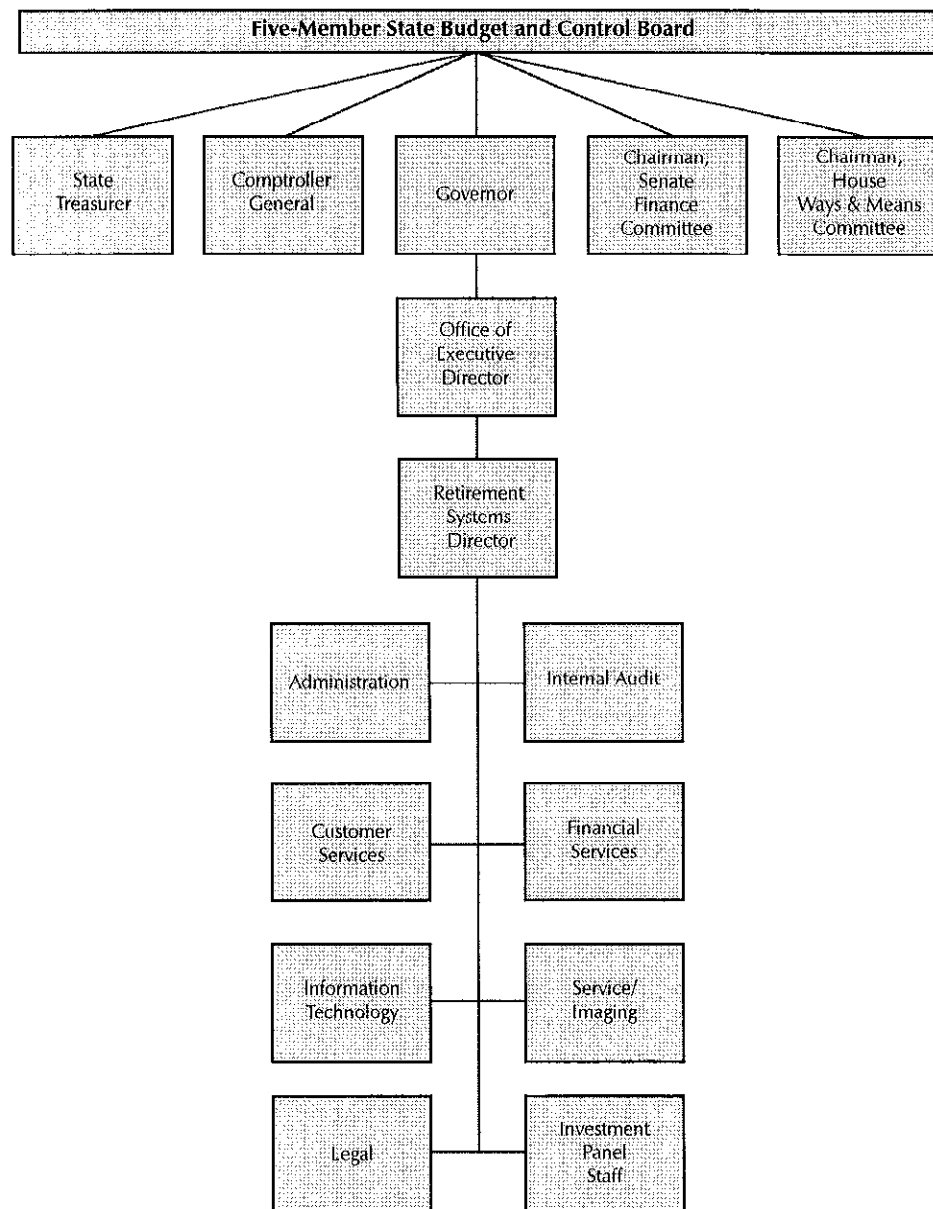 Five-Member State Budget and Control Board
State
Treasurer
Comptroller
General
Governor
Chairman,
Senate
Finance
Committee
Chairman,
House
Ways & Means
Committee
Office of
Executive
Director
Retirement
Systems
Director
Administration
Internal Audit
Customer
Services
Financial
Services
Information
Technology
Service/
Imaging
Legal
Investment
Panel
Staff